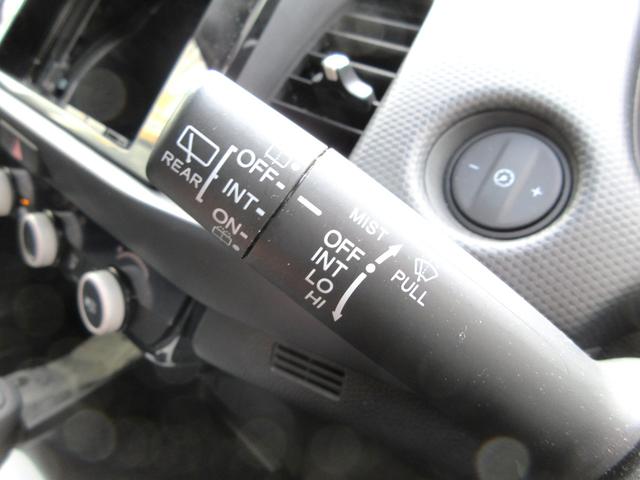 REAR
OFF-
INT-
ON-
MIST
OFF
INT
LO
HI
PULL
- +